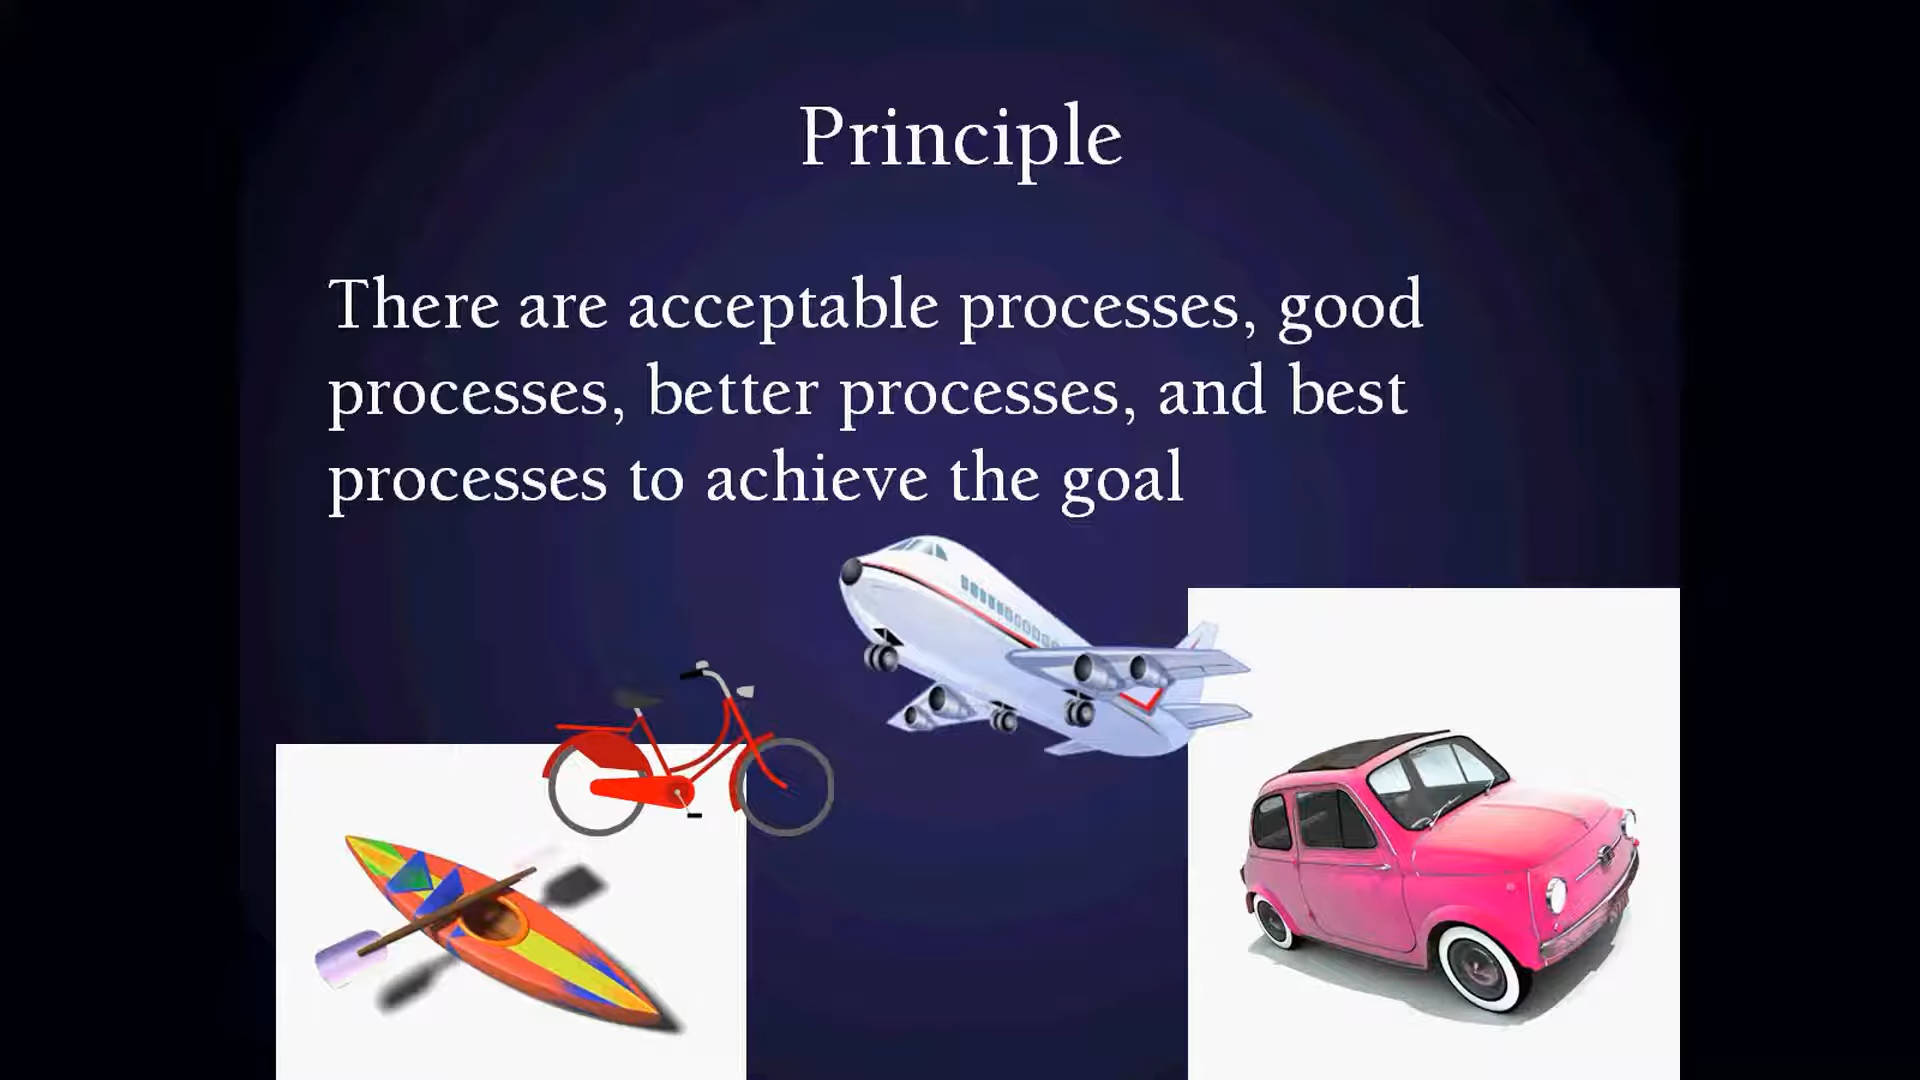 Principle
There are acceptable processes, good
processes, better processes, and best
processes to achieve the goal